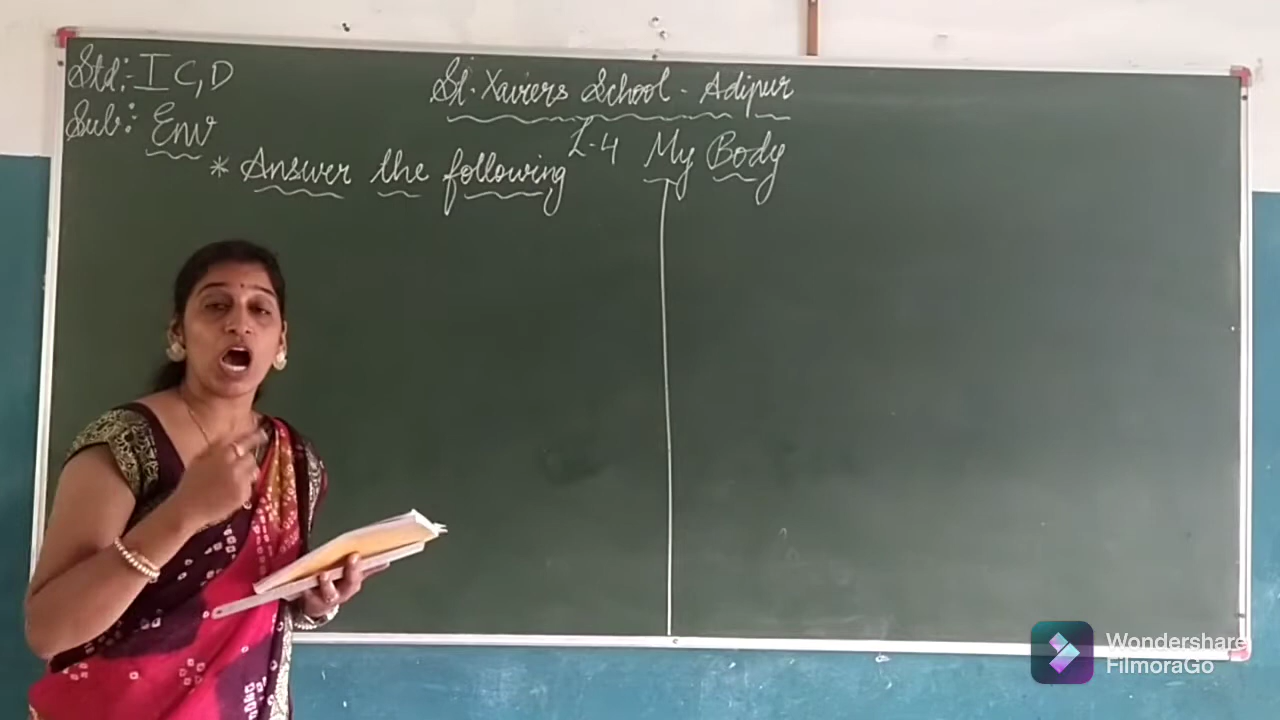 Std:- I C, D
St. Xaviers School - Adipur
Sub: Env
L-4 My Body
* Answer the following
Wondershare
FilmoraGo